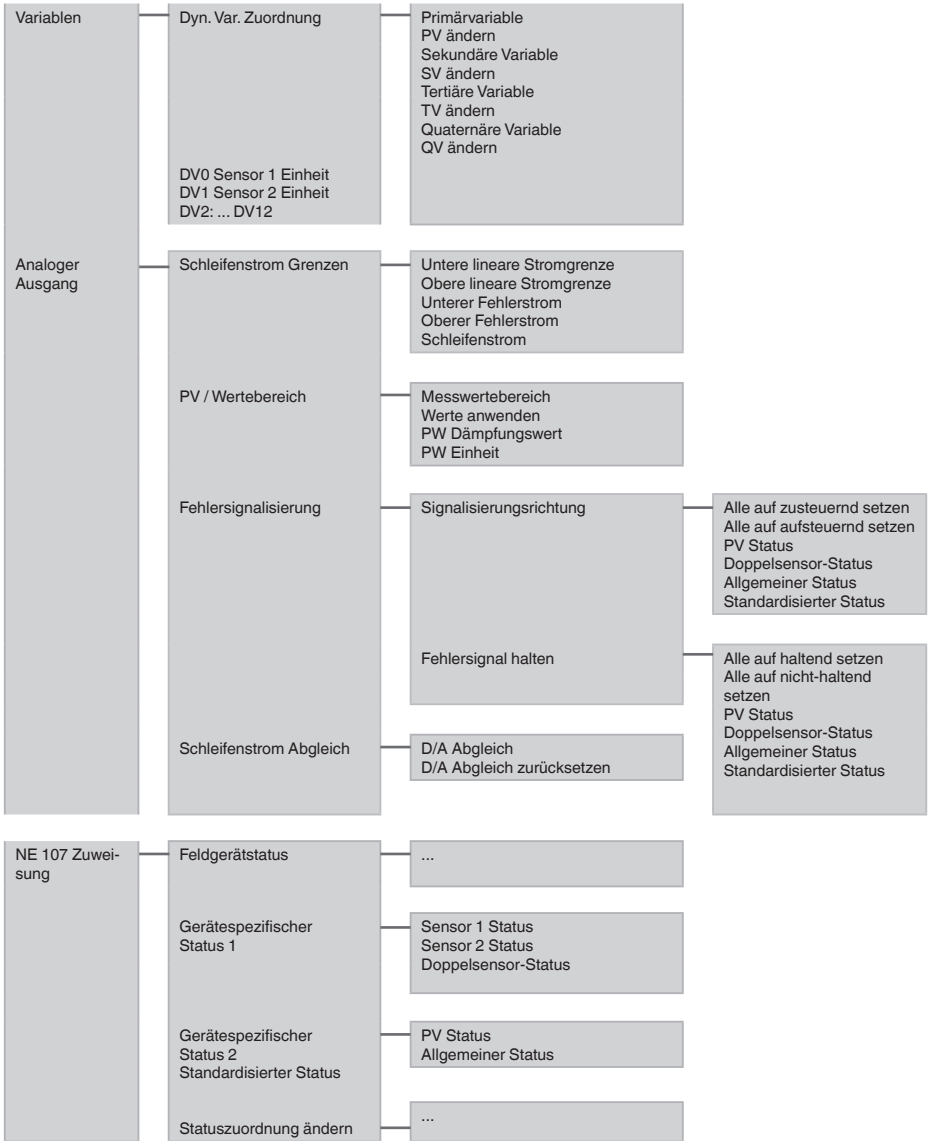 Variablen
Dyn. Var. Zuordnung
Primärvariable
PV ändern
Sekundäre Variable
SV ändern
Tertiäre Variable
TV ändern
Quaternäre Variable
QV ändern
DV0 Sensor 1 Einheit
DV1 Sensor 2 Einheit
DV2: ... DV12
Analoger
Ausgang
Schleifenstrom Grenzen
Untere lineare Stromgrenze
Obere lineare Stromgrenze
Unterer Fehlerstrom
Oberer Fehlerstrom
Schleifenstrom
PV / Wertebereich
Messwertebereich
Werte anwenden
PW Dämpfungswert
PW Einheit
Fehlersignalisierung
Signalisierungsrichtung
Alle auf zusteuernd setzen
Alle auf aufsteuernd setzen
PV Status
Doppelsensor-Status
Allgemeiner Status
Standardisierter Status
Fehlersignal halten
Alle auf haltend setzen
Alle auf nicht-haltend
setzen
PV Status
Doppelsensor-Status
Allgemeiner Status
Standardisierter Status
Schleifenstrom Abgleich
D/A Abgleich
D/A Abgleich zurücksetzen
NE 107 Zuwei-
sung
Feldgerätstatus
...
Gerätespezifischer
Status 1
Sensor 1 Status
Sensor 2 Status
Doppelsensor-Status
Gerätespezifischer
Status 2
Standardisierter Status
PV Status
Allgemeiner Status
Statuszuordnung ändern
...